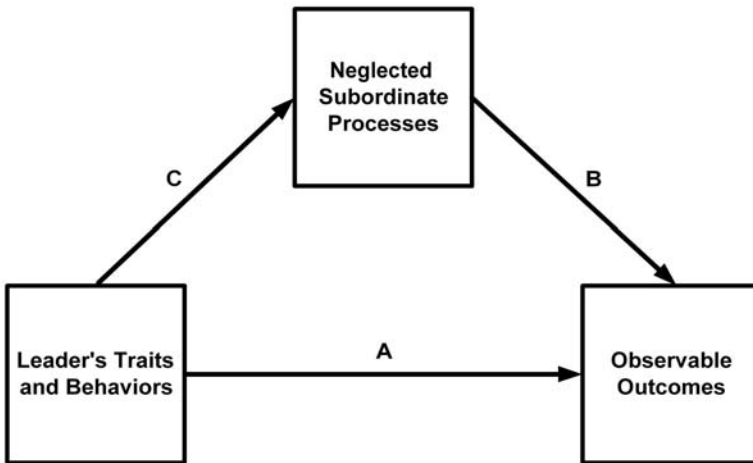 Neglected
Subordinate
Processes
C
B
Leader's Traits
and Behaviors
A
Observable
Outcomes